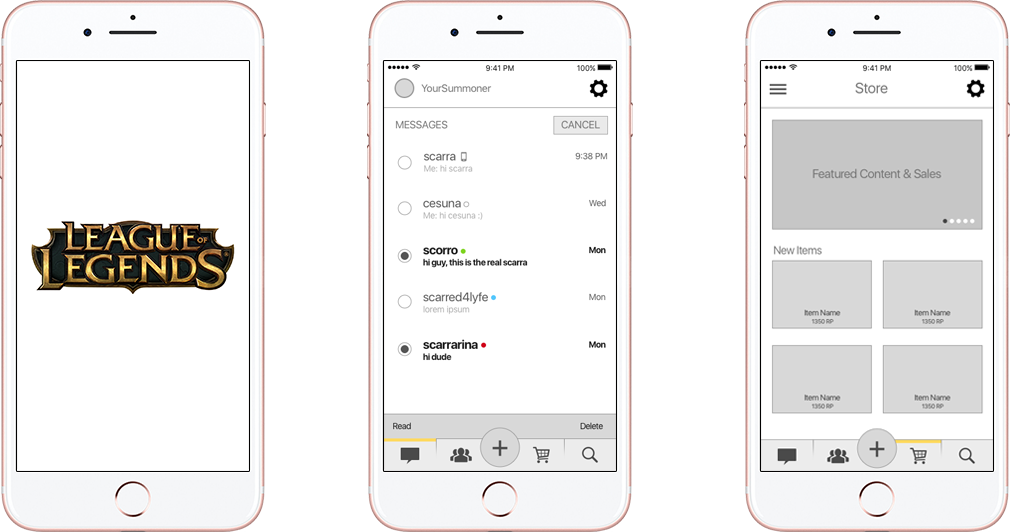 LEAGUE OF
LEGENDS
9:41 PM
100%
YourSummoner
MESSAGES
CANCEL
scarra
9:38 PM
Me: hi scarra
cesuna
Wed
Me: hi cesuna :)
scorro
Mon
hi guy, this is the real scarra
scarred4lyfe
Mon
lorem ipsum
scarrarina
Mon
hi dude
Read
Delete
9:41 PM
100%
Store
Featured Content & Sales
New Items
Item Name
1350 RP
Item Name
1350 RP
Item Name
1350 RP
Item Name
1350 RP